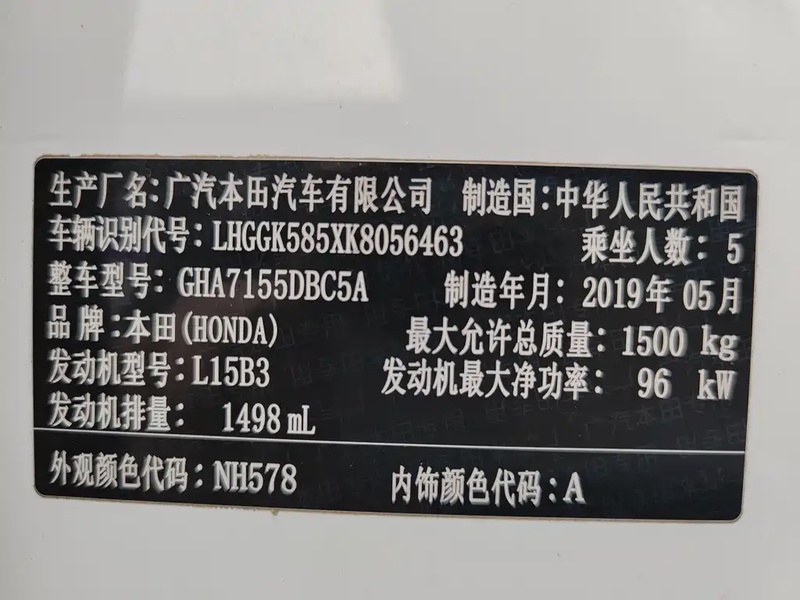 生产厂名:广汽本田汽车有限公司 制造国:中华人民共和国
车辆识别代号:LHGGK585XK8056463 乘坐人数:5
整车型号:GHA7155DBC5A 制造年月:2019年05月
品牌:本田(HONDA) 最大允许总质量:1500 kg
发动机型号:L15B3 发动机最大净功率:96 kW
发动机排量:1498 mL
外观颜色代码:NH578 内饰颜色代码:A